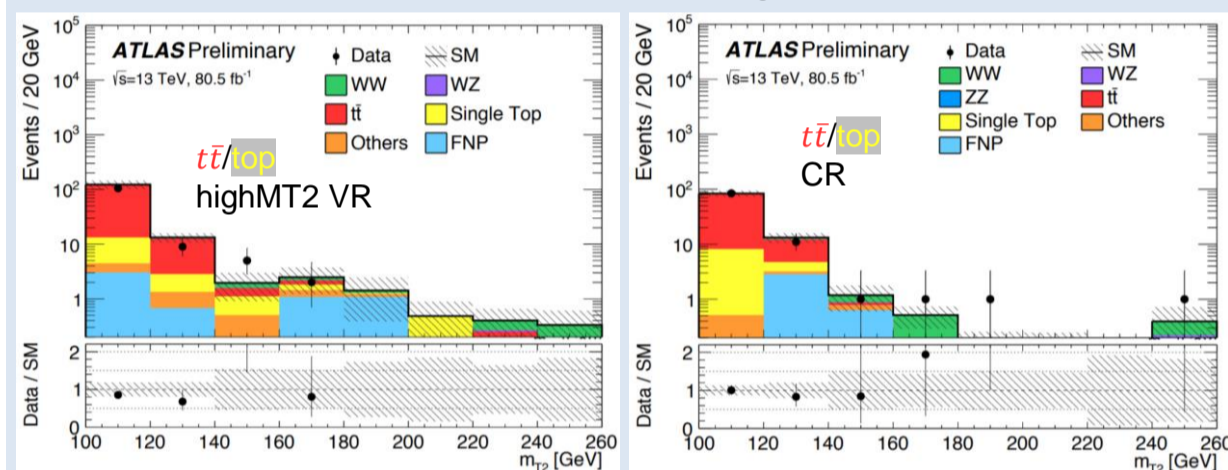 ATLAS Preliminary
√s=13 TeV, 80.5 fb⁻¹
Data
SM
WW
WZ
tt̄
Single Top
Others
FNP
tt̄/top
highMT2 VR
Events / 20 GeV
10⁵
10⁴
10³
10²
10
1
Data / SM
2
1
0
100 120 140 160 180 200 220 240 260
m_T2 [GeV]
ATLAS Preliminary
√s=13 TeV, 80.5 fb⁻¹
Data
SM
WW
WZ
ZZ
tt̄
Single Top
Others
FNP
tt̄/top
CR
Events / 20 GeV
10⁵
10⁴
10³
10²
10
1
Data / SM
2
1
0
100 120 140 160 180 200 220 240 260
m_T2 [GeV]